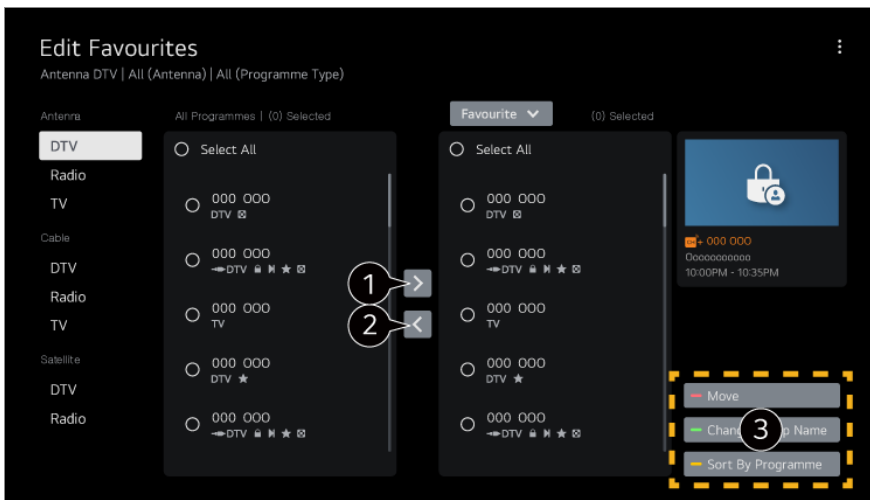 Edit Favourites
Antenna DTV | All (Antenna) | All (Programme Type)
Antenna
DTV
Radio
TV
Cable
DTV
Radio
TV
Satellite
DTV
Radio
All Programmes | (0) Selected
Select All
000 000
DTV
000 000
DTV
000 000
TV
000 000
DTV
000 000
DTV
1
2
Favourite
(0) Selected
Select All
000 000
DTV
000 000
DTV
000 000
TV
000 000
DTV
000 000
DTV
+ 000 000
Oooooooooo
10:00PM - 10:35PM
Move
3
Name
Sort By Programme